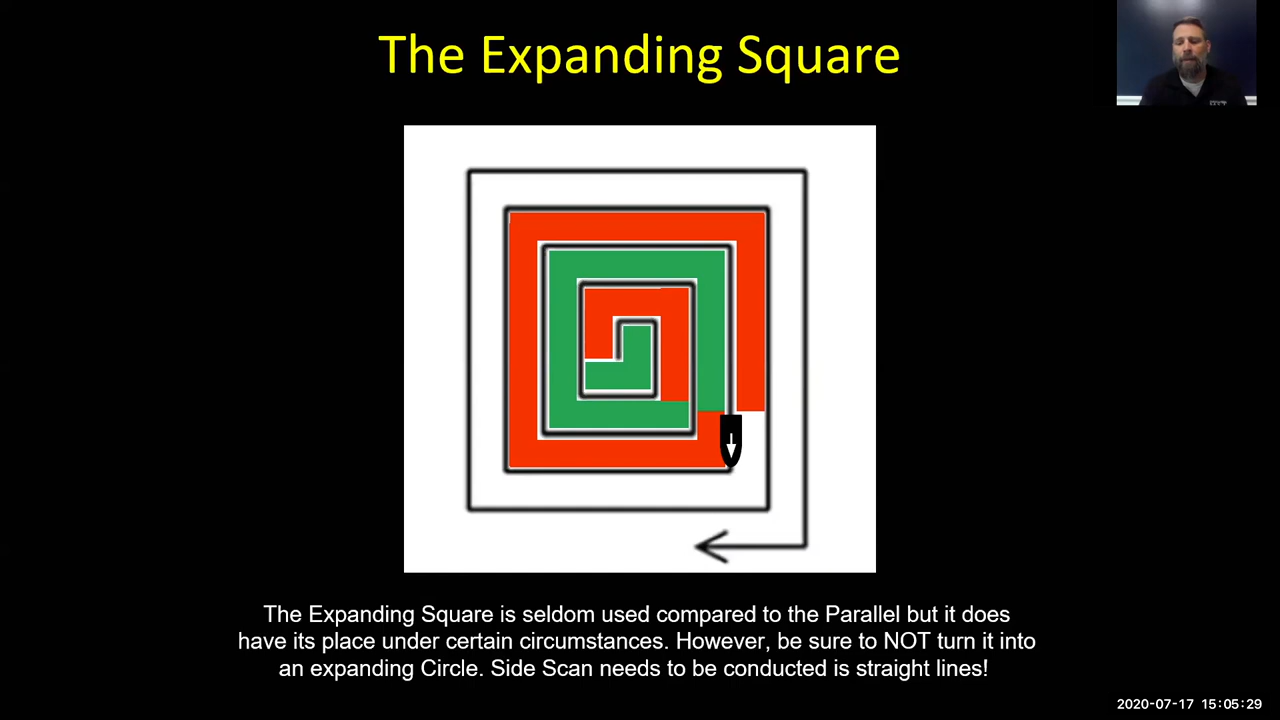 The Expanding Square
The Expanding Square is seldom used compared to the Parallel but it does
have its place under certain circumstances. However, be sure to NOT turn it into
an expanding Circle. Side Scan needs to be conducted is straight lines!
2020-07-17 15:05:29